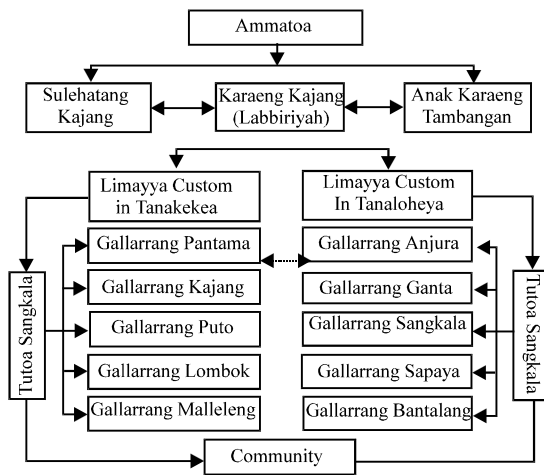 Ammatoa
Sulehatang
Kajang
Karaeng Kajang
(Labbiriyah)
Anak Karaeng
Tambangan
Limayya Custom
in Tanakekea
Limayya Custom
In Tanaloheya
Tutoa Sangkala
Gallarrang Pantama
Gallarrang Kajang
Gallarrang Puto
Gallarrang Lombok
Gallarrang Malleleng
Gallarrang Anjura
Gallarrang Ganta
Gallarrang Sangkala
Gallarrang Sapaya
Gallarrang Bantalang
Tutoa Sangkala
Community